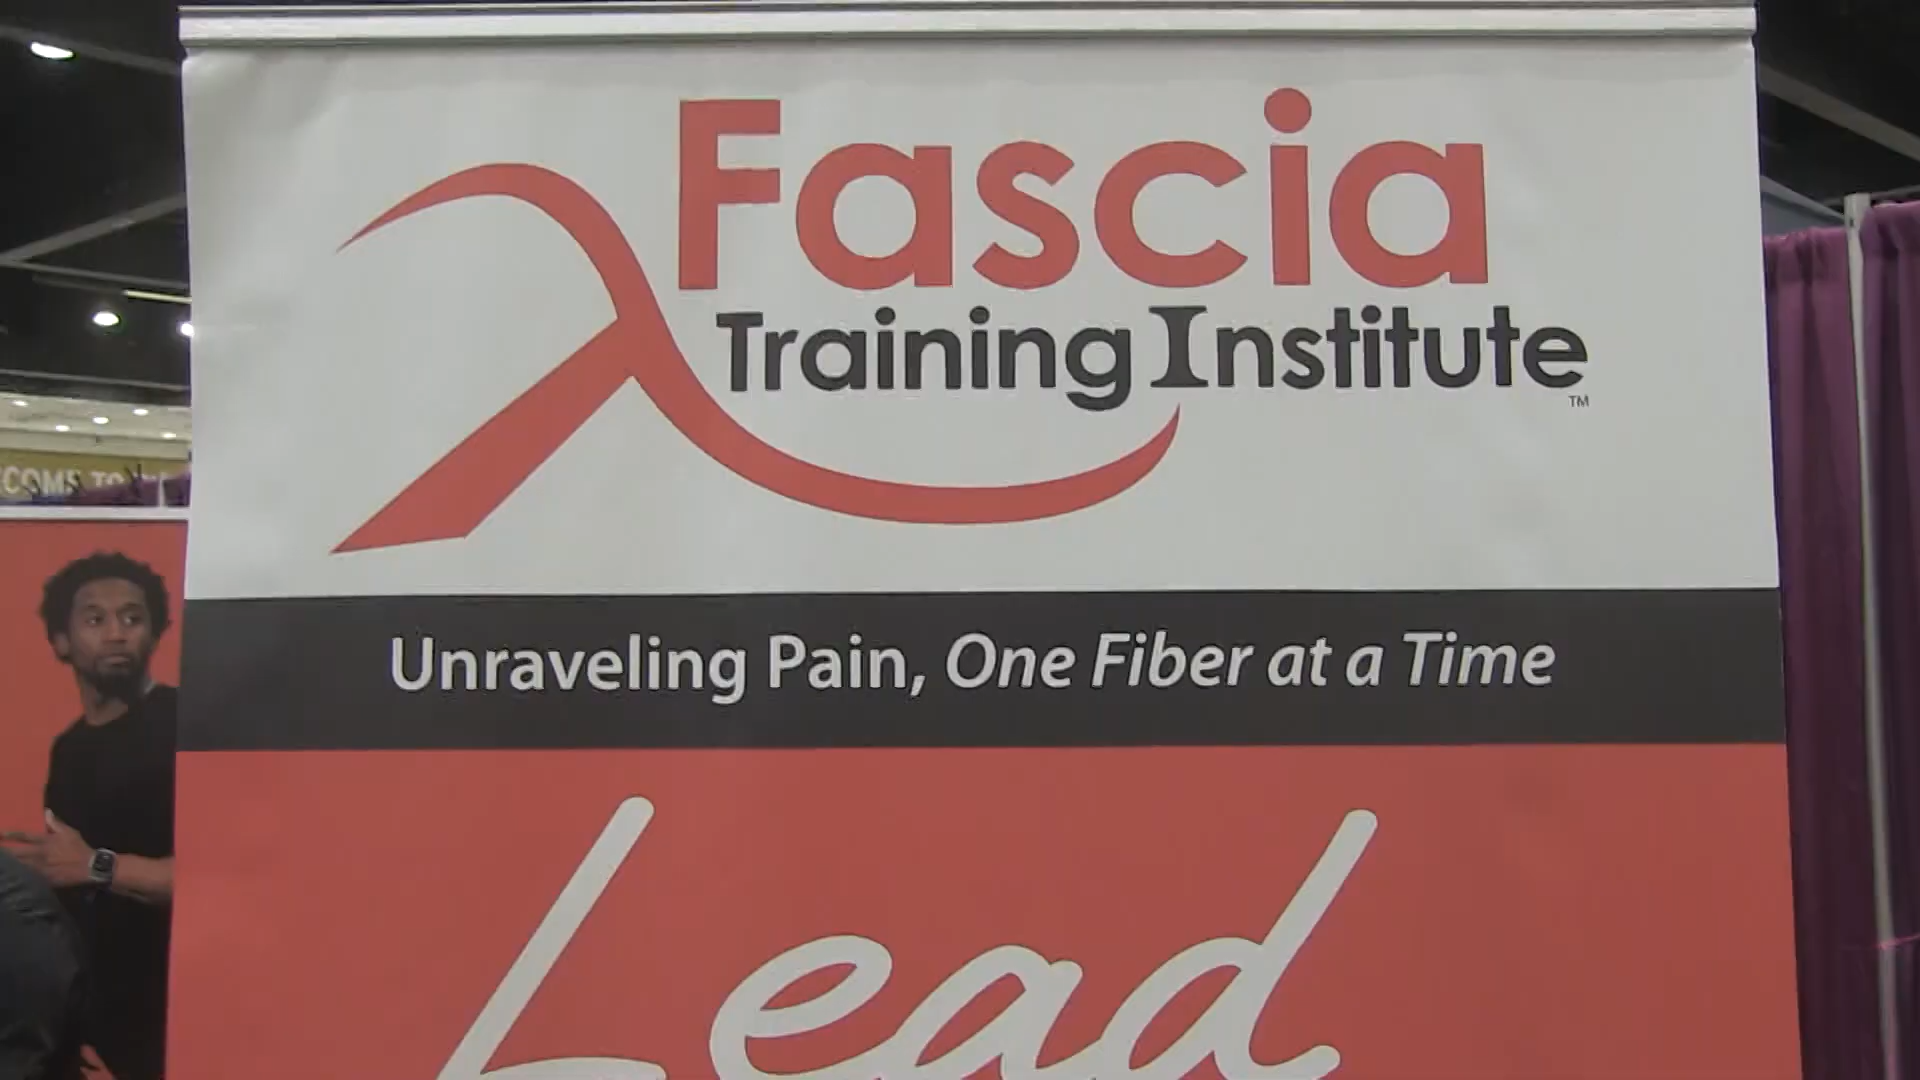 Fascia
Training Institute
TM
Unraveling Pain, One Fiber at a Time
Lead